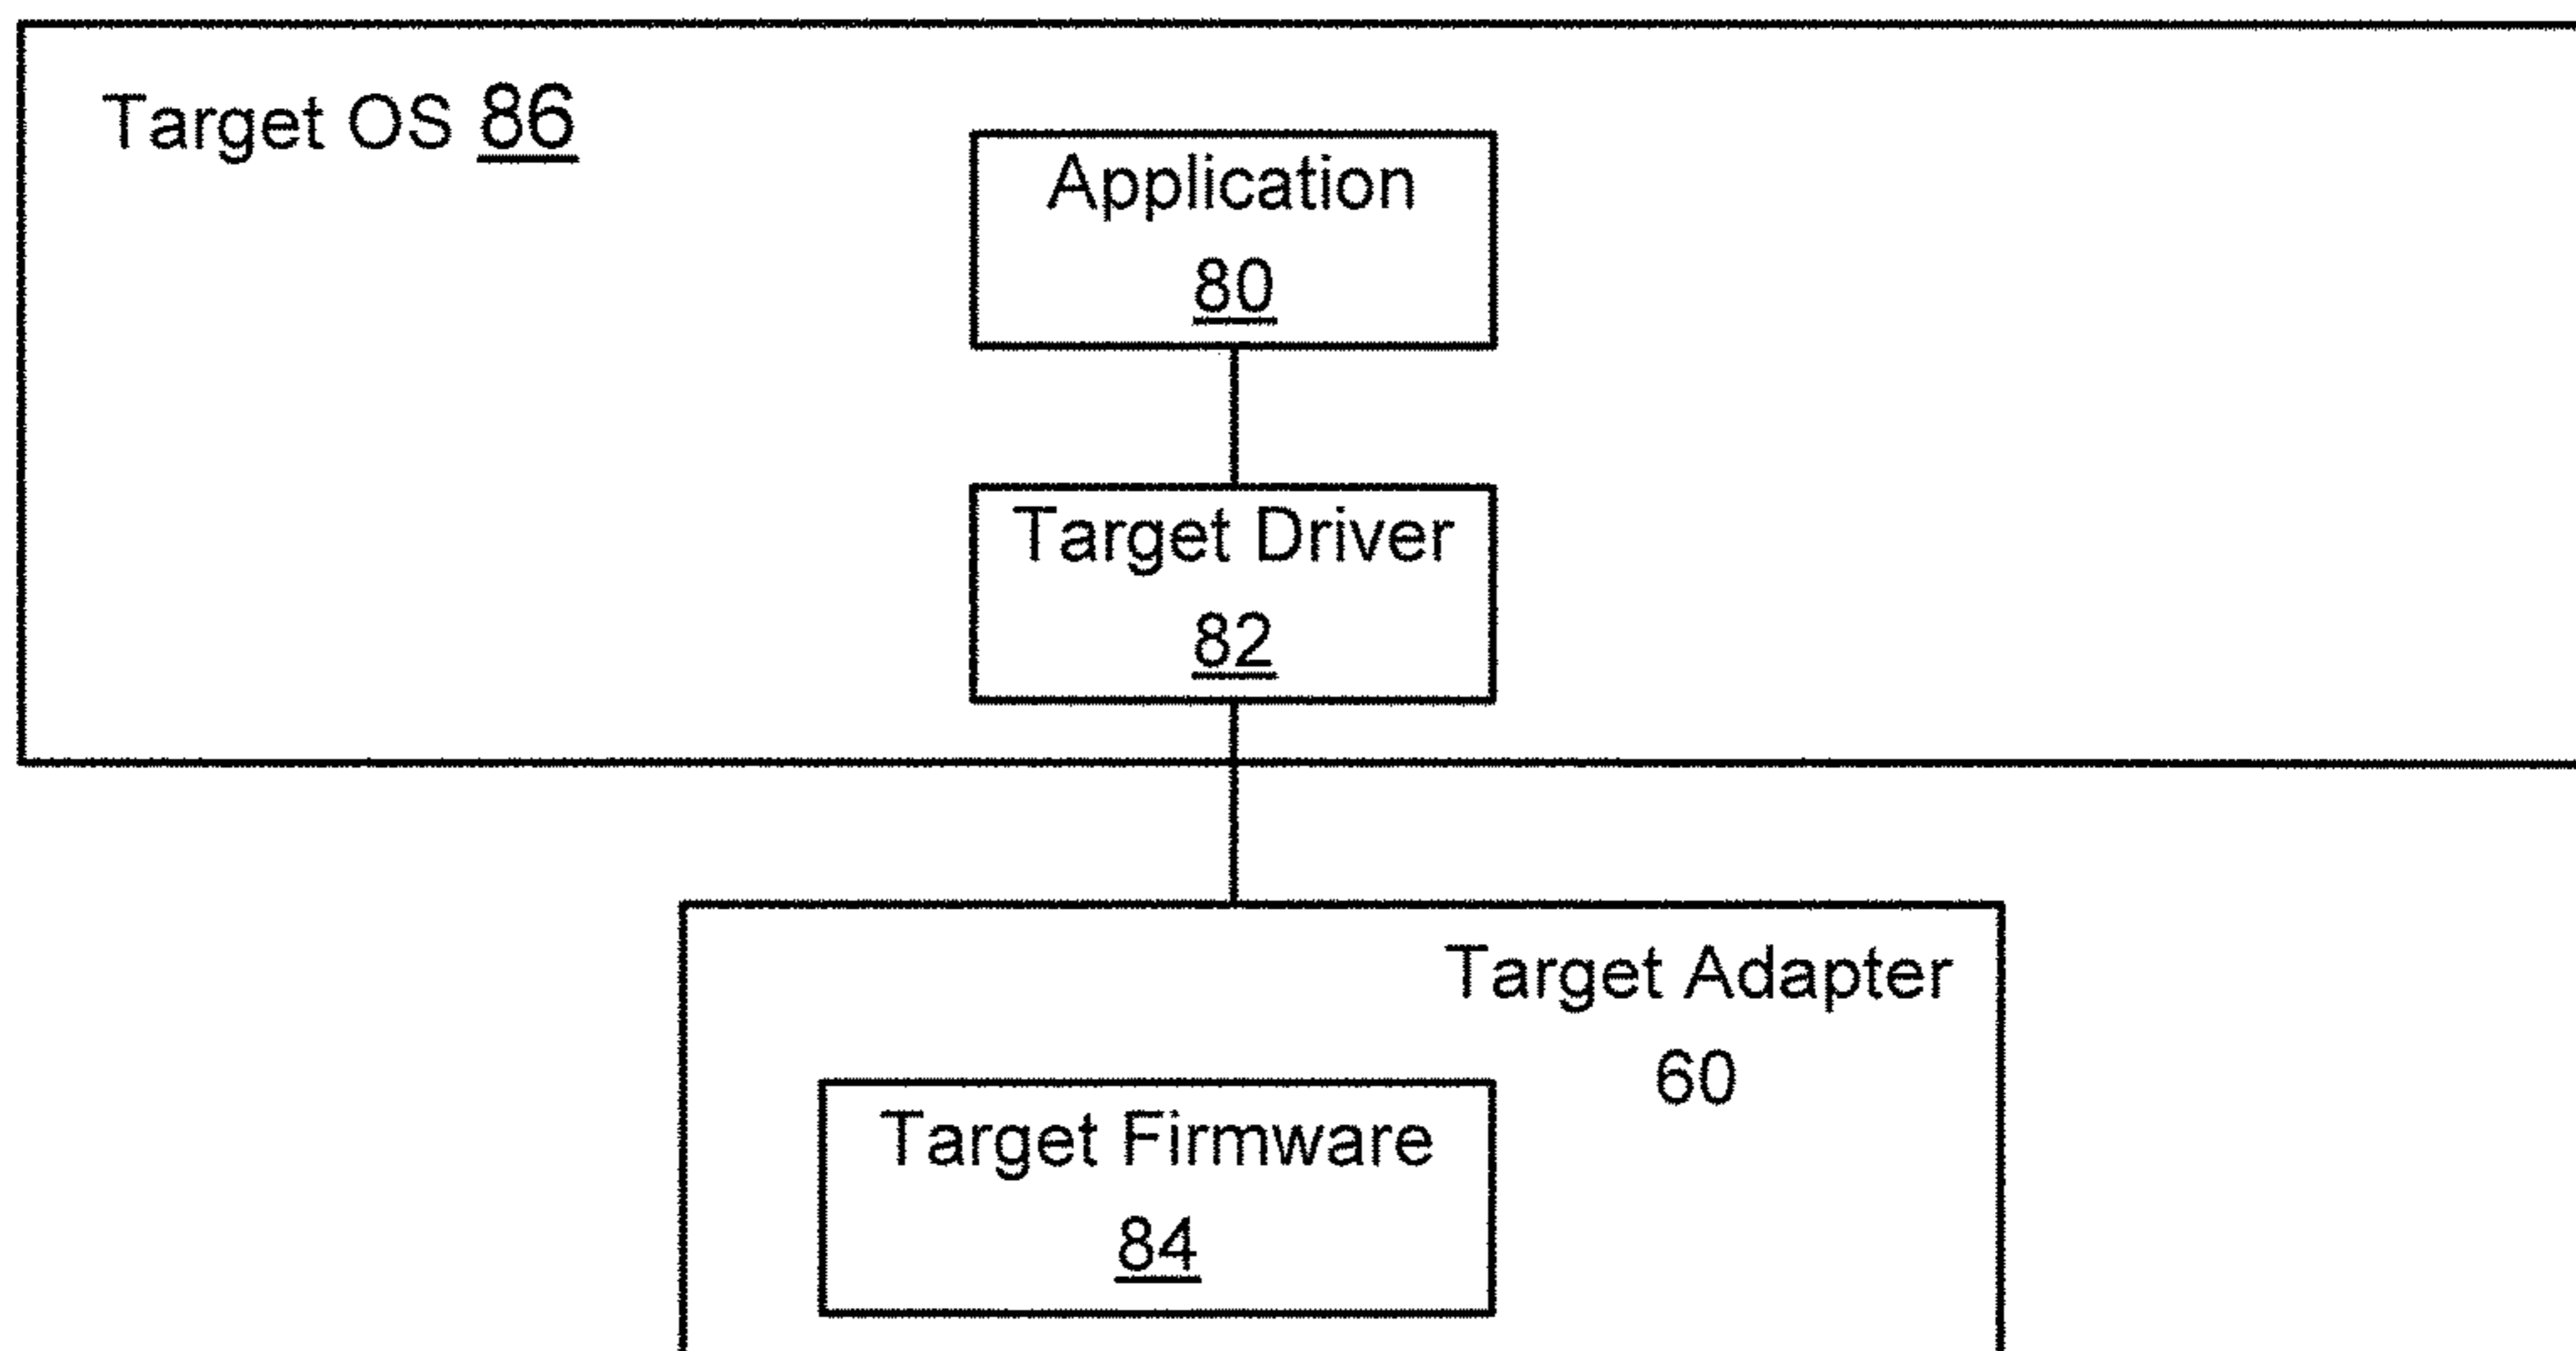 Target OS 86
Application
80
Target Driver
82
Target Adapter
60
Target Firmware
84